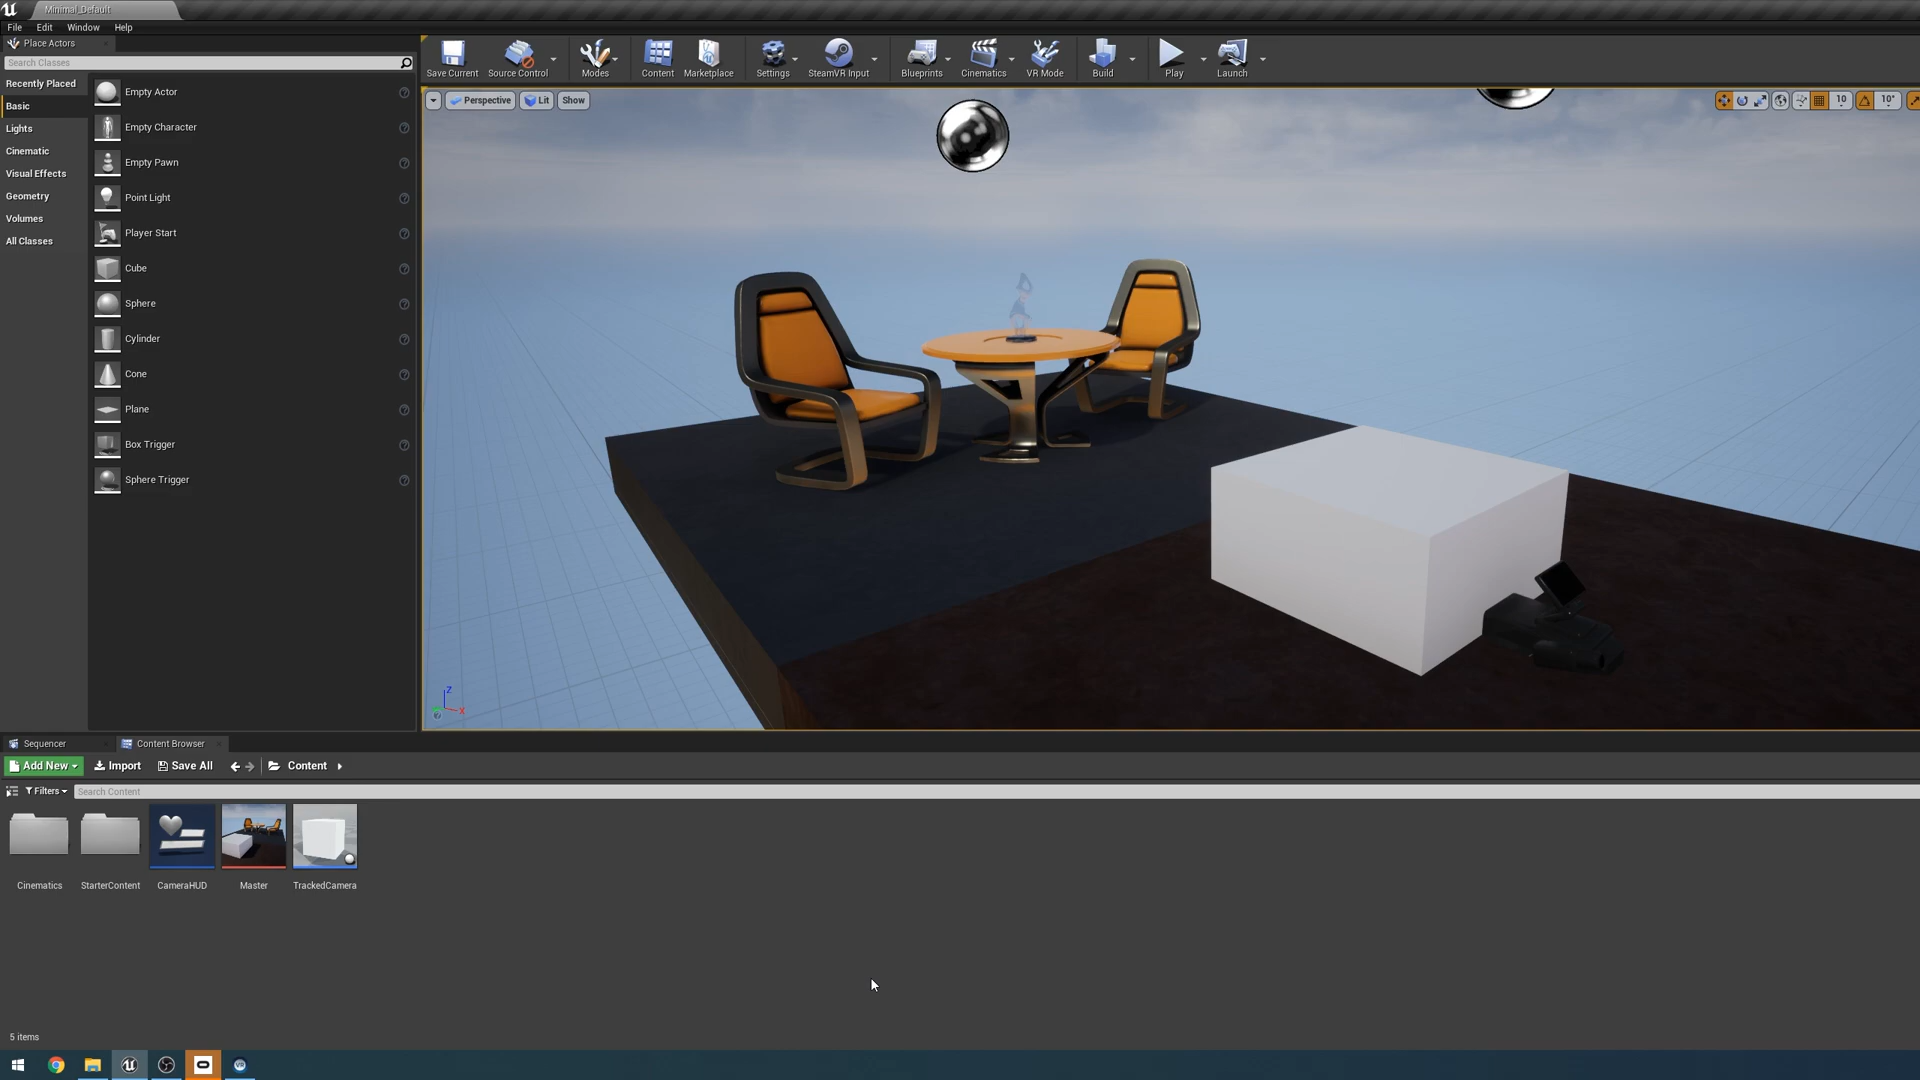 Minimal_Default
File Edit Window Help
Place Actors
Search Classes
Recently Placed
Basic
Lights
Cinematic
Visual Effects
Geometry
Volumes
All Classes
Empty Actor
Empty Character
Empty Pawn
Point Light
Player Start
Cube
Sphere
Cylinder
Cone
Plane
Box Trigger
Sphere Trigger
Save Current Source Control Modes Content Marketplace Settings SteamVR Input Blueprints Cinematics VR Mode Build Play Launch
Perspective Lit Show 10 10°
Z
X
Sequencer Content Browser
Add New Import Save All Content
Filters Search Content
Cinematics StarterContent CameraHUD Master TrackedCamera
5 items